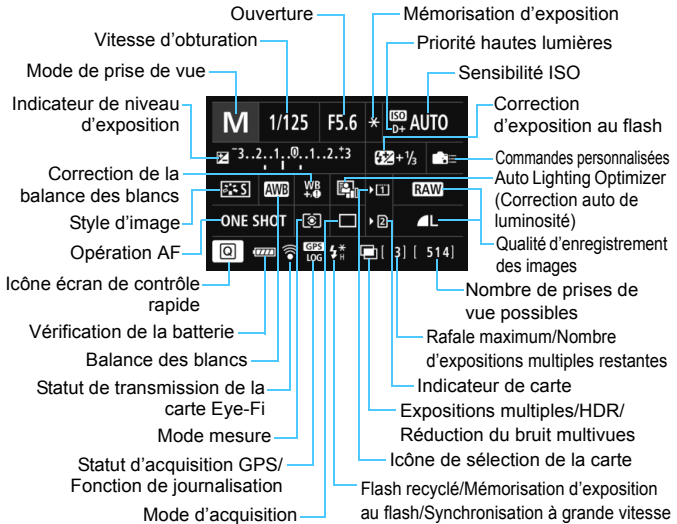 Ouverture
Mémorisation d'exposition
Vitesse d'obturation
Priorité hautes lumières
Mode de prise de vue
Sensibilité ISO
Indicateur de niveau
d'exposition
Correction
d'exposition au flash
Correction de la
balance des blancs
Commandes personnalisées
Auto Lighting Optimizer
(Correction auto de
luminosité)
Style d'image
Opération AF
Qualité d'enregistrement
des images
Icône écran de contrôle
rapide
Nombre de prises de
vue possibles
Vérification de la batterie
Rafale maximum/Nombre
d'expositions multiples restantes
Balance des blancs
Indicateur de carte
Statut de transmission de la
carte Eye-Fi
Expositions multiples/HDR/
Réduction du bruit multivues
Mode mesure
Icône de sélection de la carte
Statut d'acquisition GPS/
Fonction de journalisation
Flash recyclé/Mémorisation d'exposition
au flash/Synchronisation à grande vitesse
Mode d'acquisition
M 1/125 F5.6 * ISO D+ AUTO
-3..2..1..0..1..2.+3 +1/3
S AWB WB +/- 1 RAW
ONE SHOT 2 L
Q GPS LOG * H [ 3] [ 514]